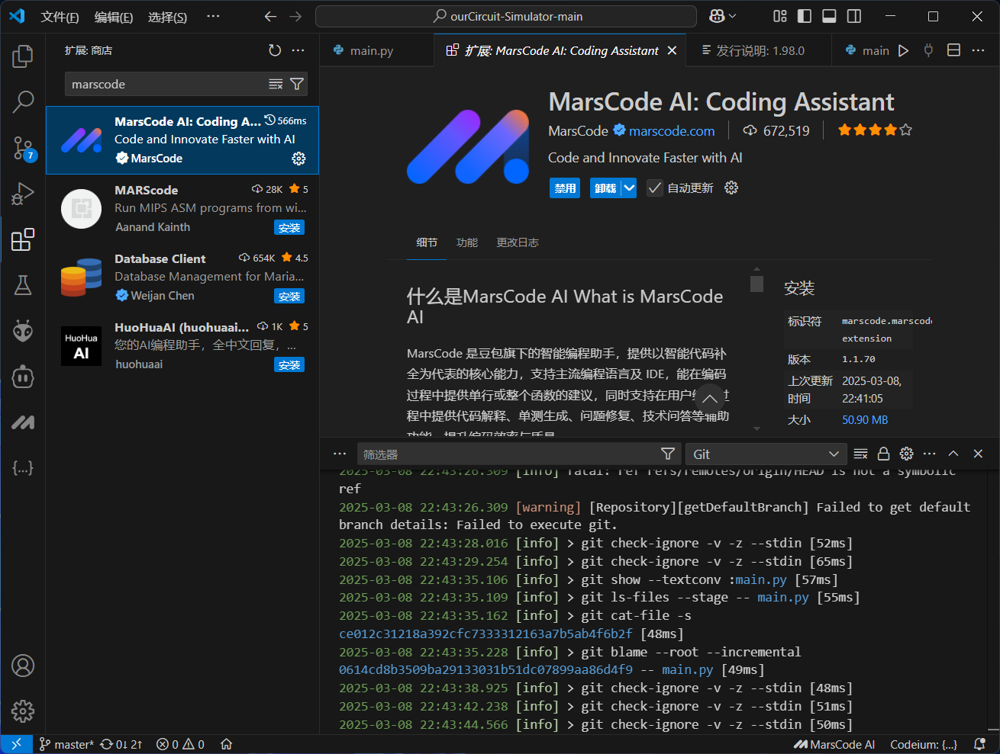 文件(F) 编辑(E) 选择(S) ··· ourCircuit-Simulator-main
扩展: 商店
main.py
扩展: MarsCode AI: Coding Assistant
发行说明: 1.98.0
main
marscode
MarsCode AI: Coding A... 566ms
Code and Innovate Faster with AI
MarsCode
MARScode 28K 5
Run MIPS ASM programs from wi...
Aanand Kainth 安装
Database Client 654K 4.5
Database Management for Maria...
Weijan Chen 安装
HuoHua
AI
HuoHuaAI (huohuaai... 1K 5
您的AI编程助手，全中文回复，...
huohuaai 安装
7
MarsCode AI: Coding Assistant
MarsCode marscode.com 672,519
Code and Innovate Faster with AI
禁用 卸载 自动更新
细节 功能 更改日志
什么是MarsCode AI What is MarsCode
AI
MarsCode 是豆包旗下的智能编程助手，提供以智能代码补
全为代表的核心能力，支持主流编程语言及 IDE，能在编码
过程中提供单行或整个函数的建议，同时支持在用户 过
程中提供代码解释、单测生成、问题修复、技术问答等辅助
功能，提升编码效率与质量
安装
标识符 marscode.marscode
extension
版本 1.1.70
上次更新 2025-03-08,
时间 22:41:05
大小 50.90 MB
筛选器 Git
2025-03-08 22:43:26.309 [info] fatal: ref refs/remotes/origin/HEAD is not a symbolic
ref
2025-03-08 22:43:26.309 [warning] [Repository][getDefaultBranch] Failed to get default
branch details: Failed to execute git.
2025-03-08 22:43:28.016 [info] > git check-ignore -v -z --stdin [52ms]
2025-03-08 22:43:29.254 [info] > git check-ignore -v -z --stdin [65ms]
2025-03-08 22:43:35.106 [info] > git show --textconv :main.py [57ms]
2025-03-08 22:43:35.109 [info] > git ls-files --stage -- main.py [55ms]
2025-03-08 22:43:35.162 [info] > git cat-file -s
ce012c31218a392cfc7333312163a7b5ab4f6b2f [48ms]
2025-03-08 22:43:35.228 [info] > git blame --root --incremental
0614cd8b3509ba29133031b51dc07899aa86d4f9 -- main.py [49ms]
2025-03-08 22:43:38.925 [info] > git check-ignore -v -z --stdin [48ms]
2025-03-08 22:43:42.238 [info] > git check-ignore -v -z --stdin [51ms]
2025-03-08 22:43:44.566 [info] > git check-ignore -v -z --stdin [50ms]
master* 0↓ 2↑ 0 0 MarsCode AI Codeium: {...}